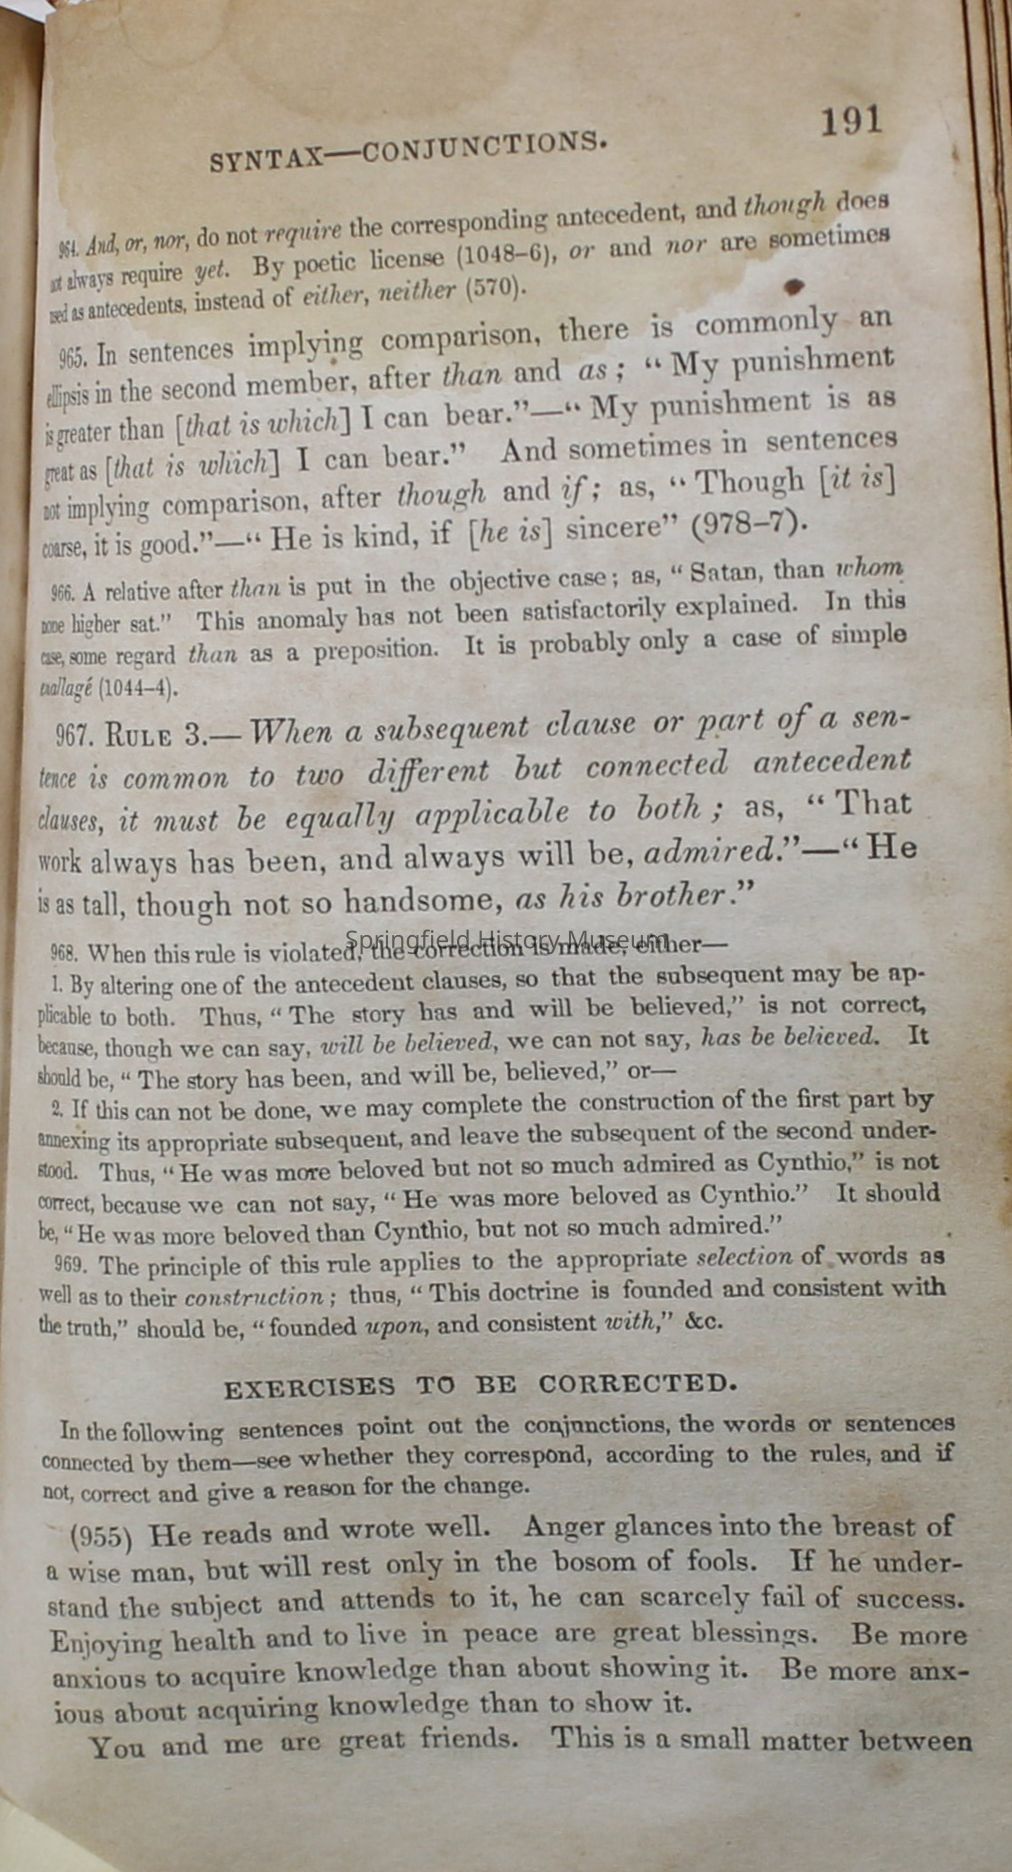 191
SYNTAX—CONJUNCTIONS.
964. And, or, nor, do not require the corresponding antecedent, and though does
not always require yet. By poetic license (1048–6), or and nor are sometimes
used as antecedents, instead of either, neither (570).
965. In sentences implying comparison, there is commonly an
ellipsis in the second member, after than and as; “My punishment
is greater than [that is which] I can bear.”—“My punishment is as
great as [that is which] I can bear.” And sometimes in sentences
not implying comparison, after though and if; as, “Though [it is]
coarse, it is good.”—“He is kind, if [he is] sincere” (978–7).
966. A relative after than is put in the objective case; as, “Satan, than whom
none higher sat.” This anomaly has not been satisfactorily explained. In this
case, some regard than as a preposition. It is probably only a case of simple
enallagé (1044–4).
967. RULE 3.—When a subsequent clause or part of a sen-
tence is common to two different but connected antecedent
clauses, it must be equally applicable to both; as, “That
work always has been, and always will be, admired.”—“He
is as tall, though not so handsome, as his brother.”
Springfield History Museum
968. When this rule is violated, the correction is made, either—
1. By altering one of the antecedent clauses, so that the subsequent may be ap-
plicable to both. Thus, “The story has and will be believed,” is not correct,
because, though we can say, will be believed, we can not say, has be believed. It
should be, “The story has been, and will be, believed,” or—
2. If this can not be done, we may complete the construction of the first part by
annexing its appropriate subsequent, and leave the subsequent of the second under-
stood. Thus, “He was more beloved but not so much admired as Cynthio,” is not
correct, because we can not say, “He was more beloved as Cynthio.” It should
be, “He was more beloved than Cynthio, but not so much admired.”
969. The principle of this rule applies to the appropriate selection of words as
well as to their construction; thus, “This doctrine is founded and consistent with
the truth,” should be, “founded upon, and consistent with,” &c.
EXERCISES TO BE CORRECTED.
In the following sentences point out the conjunctions, the words or sentences
connected by them—see whether they correspond, according to the rules, and if
not, correct and give a reason for the change.
(955) He reads and wrote well. Anger glances into the breast of
a wise man, but will rest only in the bosom of fools. If he under-
stand the subject and attends to it, he can scarcely fail of success.
Enjoying health and to live in peace are great blessings. Be more
anxious to acquire knowledge than about showing it. Be more anx-
ious about acquiring knowledge than to show it.
You and me are great friends. This is a small matter between